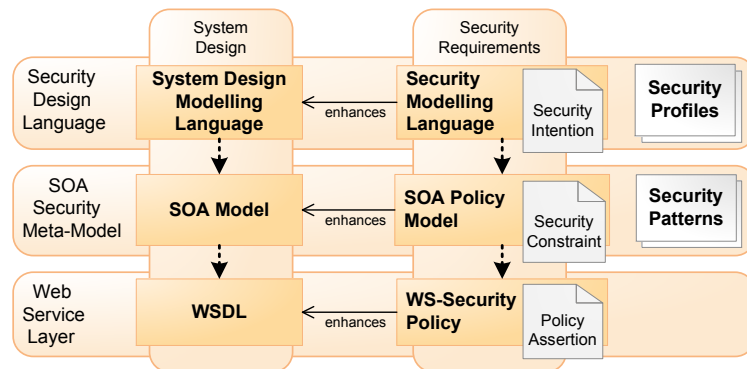 System
Design
Security
Requirements
Security
Design
Language
System Design
Modelling
Language
enhances
Security
Modelling
Language
Security
Intention
Security
Profiles
SOA
Security
Meta-Model
SOA Model
enhances
SOA Policy
Model
Security
Constraint
Security
Patterns
Web
Service
Layer
WSDL
enhances
WS-Security
Policy
Policy
Assertion